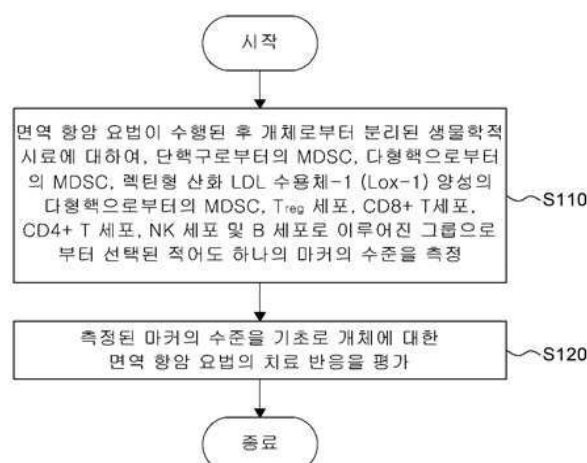 시작
면역 항암 요법이 수행된 후 개체로부터 분리된 생물학적
시료에 대하여, 단핵구로부터의 MDSC, 다형핵으로부터
의 MDSC, 렉틴형 산화 LDL 수용체-1 (Lox-1) 양성의
다형핵으로부터의 MDSC, Treg 세포, CD8+ T세포,
CD4+ T 세포, NK 세포 및 B 세포로 이루어진 그룹으로
부터 선택된 적어도 하나의 마커의 수준을 측정
S110
측정된 마커의 수준을 기초로 개체에 대한
면역 항암 요법의 치료 반응을 평가
S120
종료